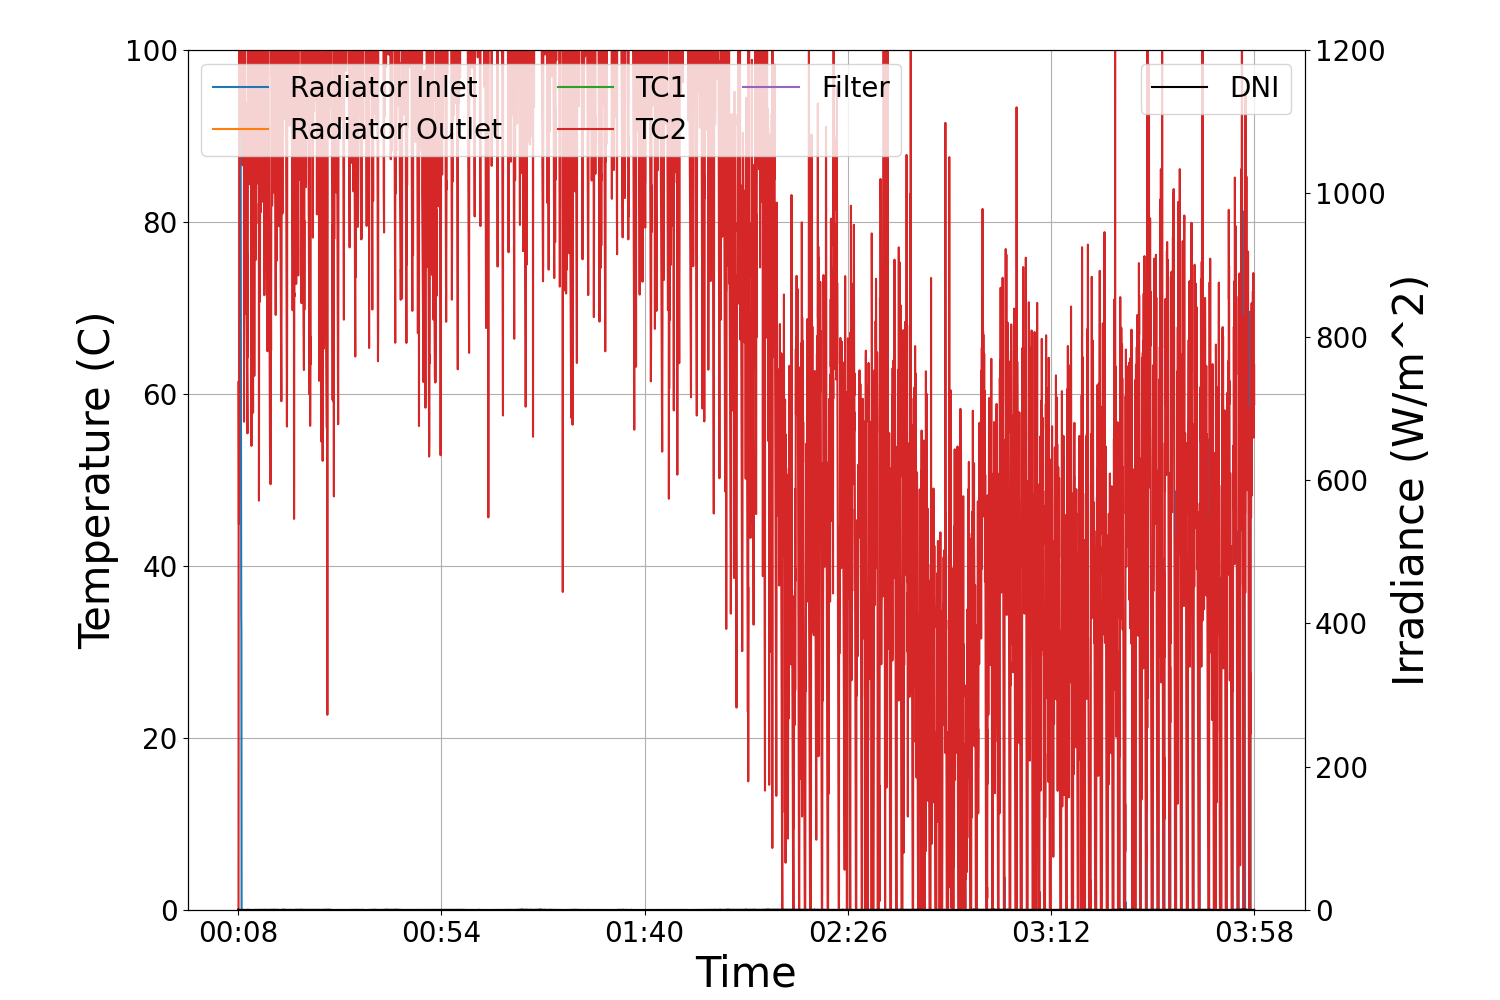 100
80
60
40
20
0
Temperature (C)
Radiator Inlet
Radiator Outlet
TC1
TC2
Filter
DNI
1200
1000
800
600
400
200
0
Irradiance (W/m^2)
00:08
00:54
01:40
02:26
03:12
03:58
Time